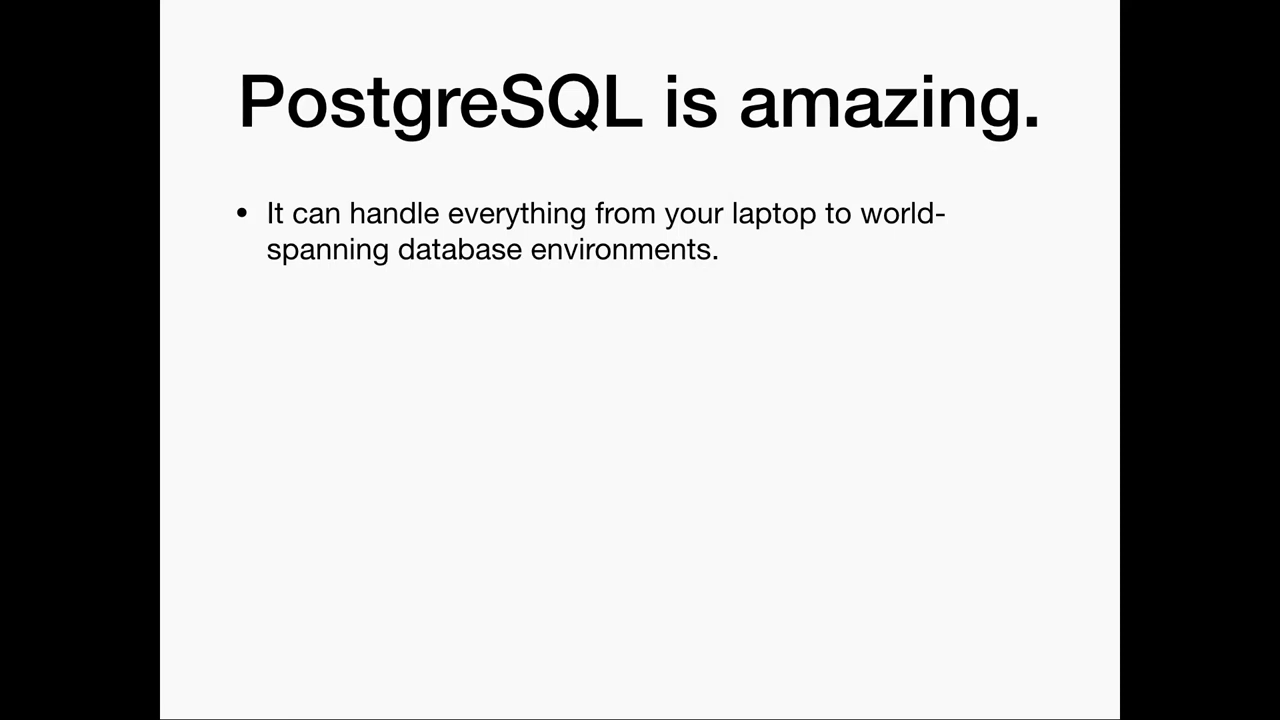 PostgreSQL is amazing.
• It can handle everything from your laptop to world-
spanning database environments.